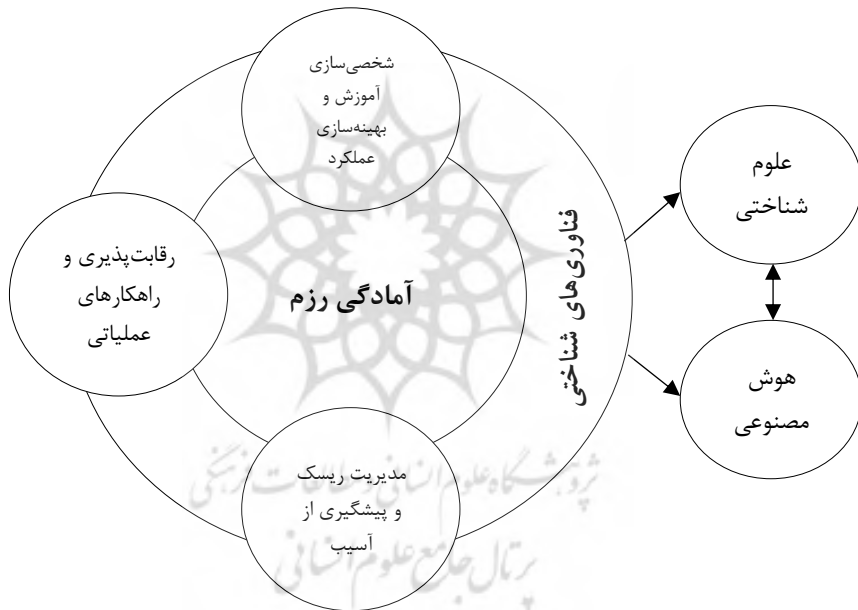 شخصی‌سازی
آموزش و
بهینه‌سازی
عملکرد
علوم
شناختی
فناوری‌های شناختی
رقابت‌پذیری و
راهکارهای
عملیاتی
آمادگی رزم
هوش
مصنوعی
مدیریت ریسک
و پیشگیری از
آسیب
پژوهشگاه علوم انسانی و مطالعات فرهنگی
پرتال جامع علوم انسانی